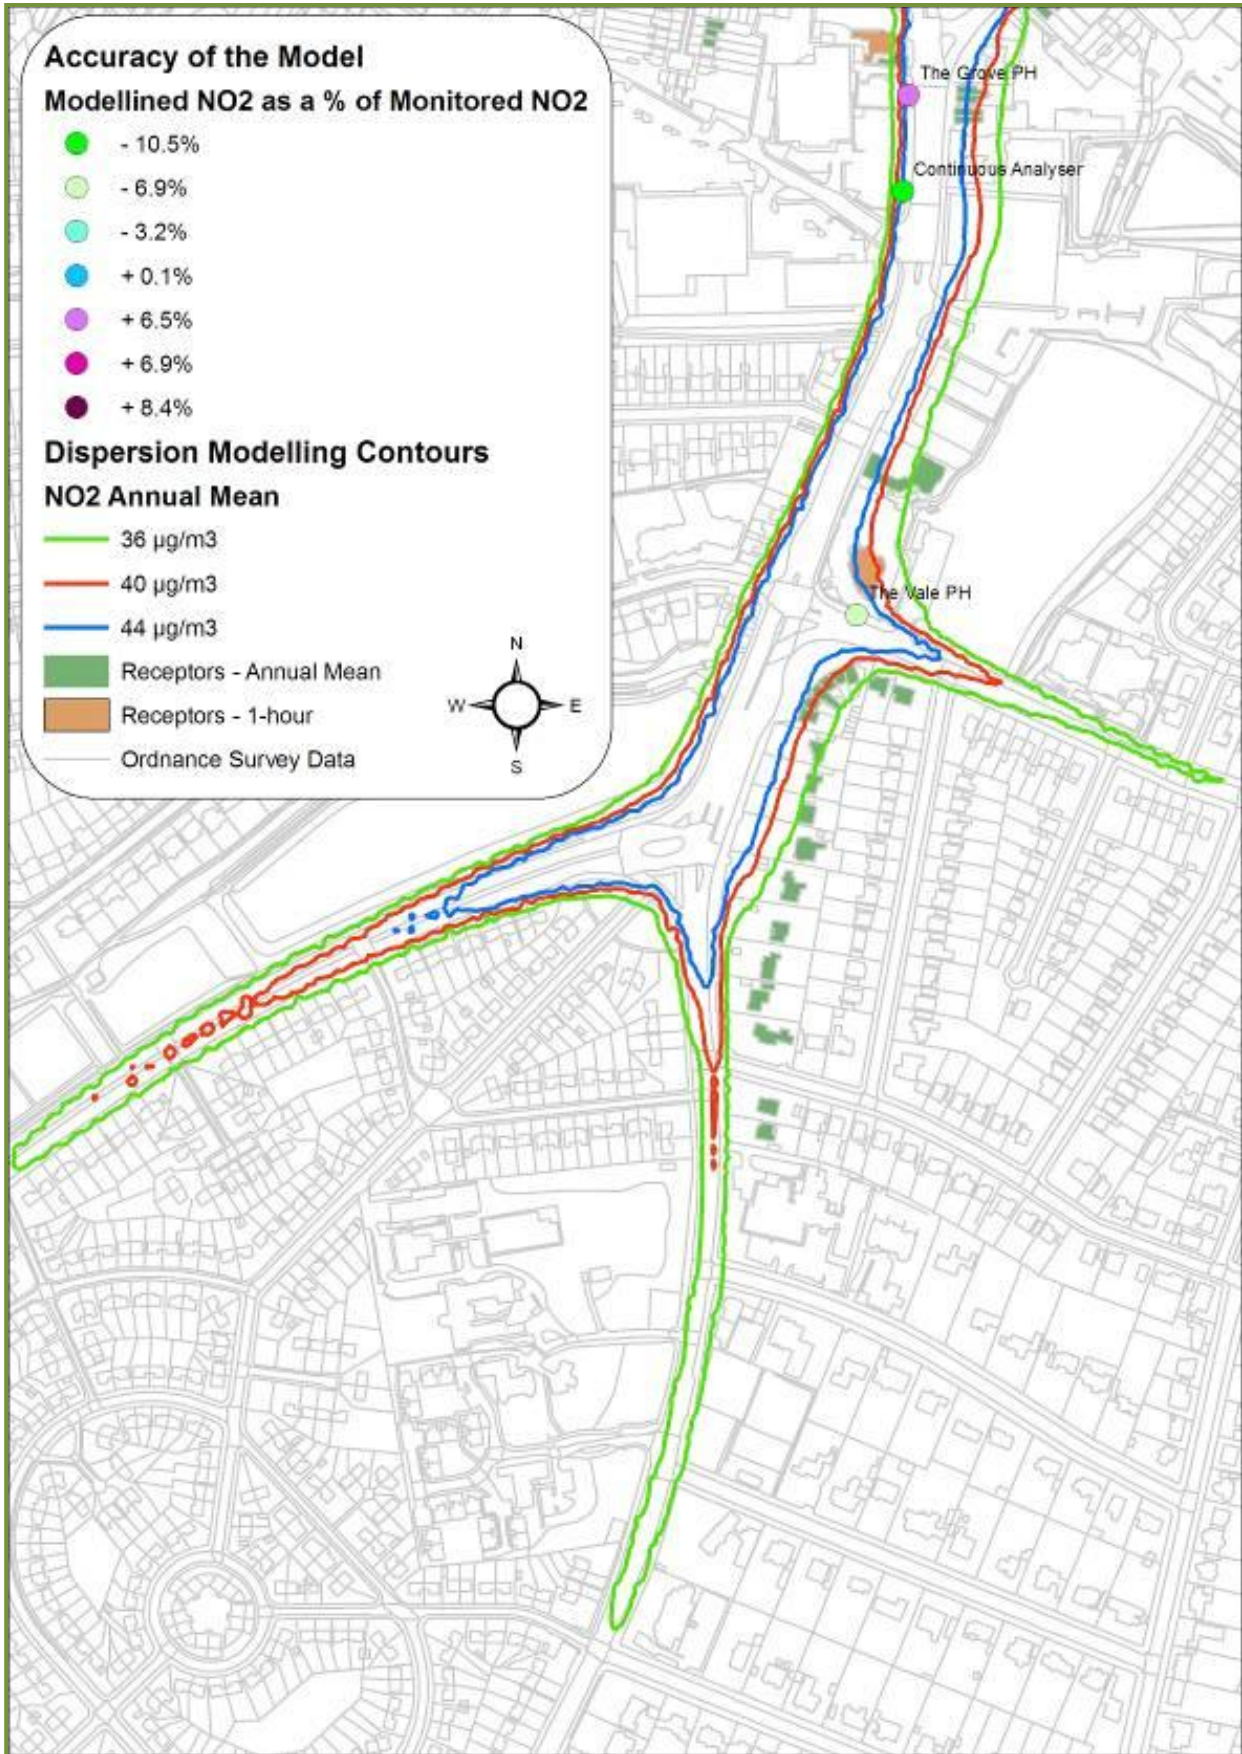 Accuracy of the Model
Modellined NO2 as a % of Monitored NO2
- 10.5%
- 6.9%
- 3.2%
+ 0.1%
+ 6.5%
+ 6.9%
+ 8.4%
Dispersion Modelling Contours
NO2 Annual Mean
36 µg/m3
40 µg/m3
44 µg/m3
Receptors - Annual Mean
Receptors - 1-hour
Ordnance Survey Data
N
W E
S
The Grove PH
Continuous Analyser
The Vale PH